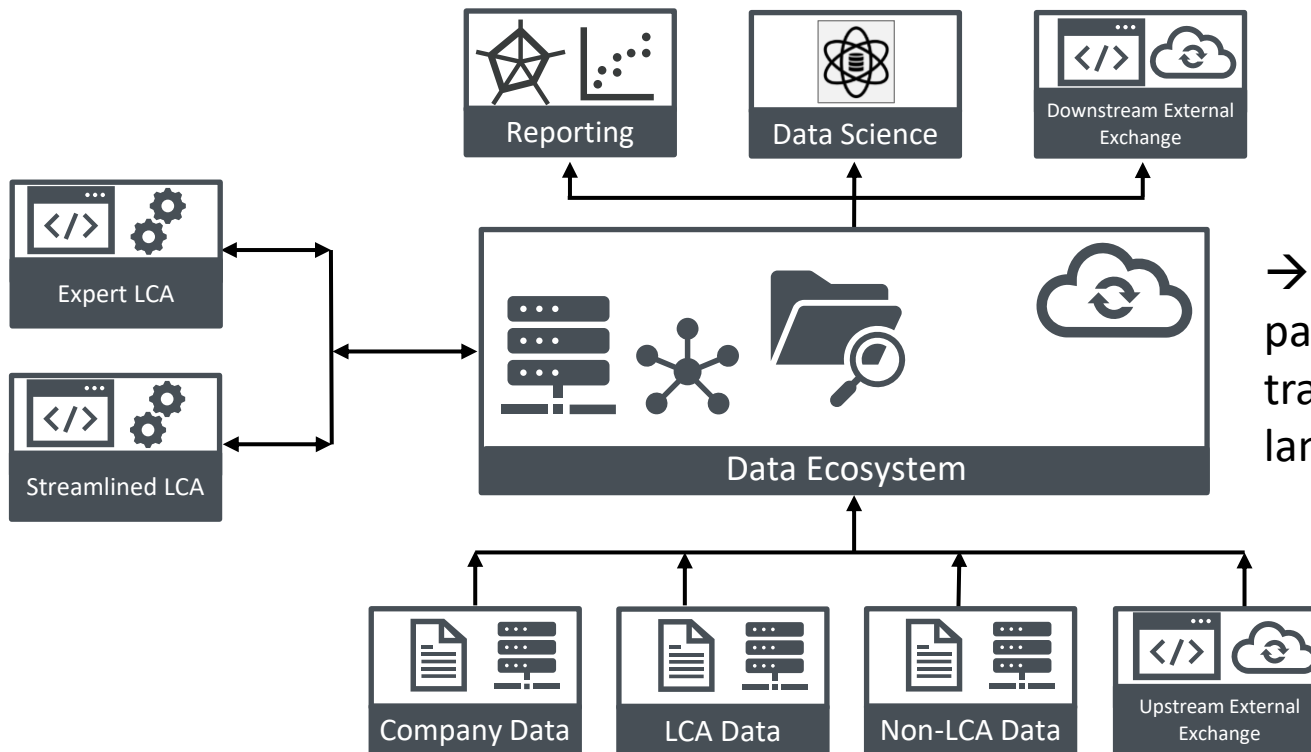 Reporting
Data Science
Downstream External
Exchange
</>
Expert LCA
</>
Streamlined LCA
</>
Data Ecosystem
→
Company Data
LCA Data
Non-LCA Data
</>
Upstream External
Exchange